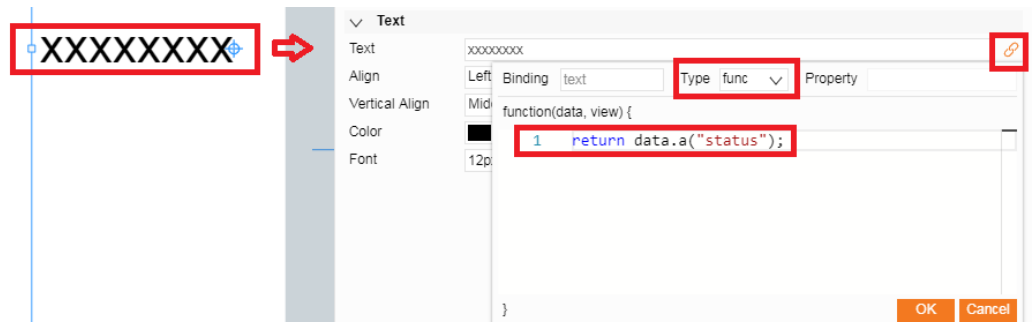 XXXXXXXX
Text
Text xxxxxxxx
Align Left
Binding text Type func Property
Vertical Align
function(data, view) {
Color
1 return data.a("status");
Font 12p
}
OK Cancel